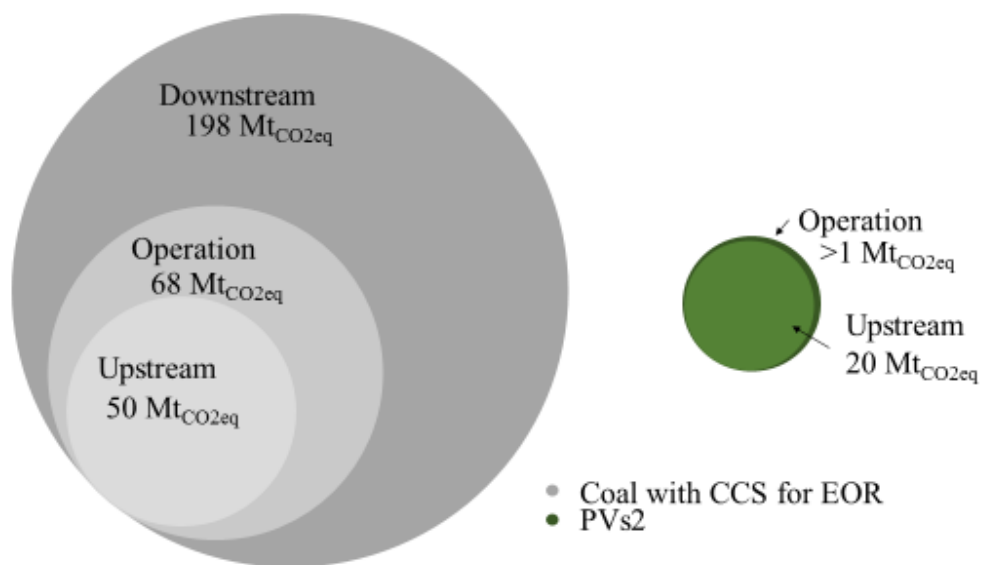 Downstream
198 MtCO2eq
Operation
68 MtCO2eq
Upstream
50 MtCO2eq
Operation
>1 MtCO2eq
Upstream
20 MtCO2eq
Coal with CCS for EOR
PVs2